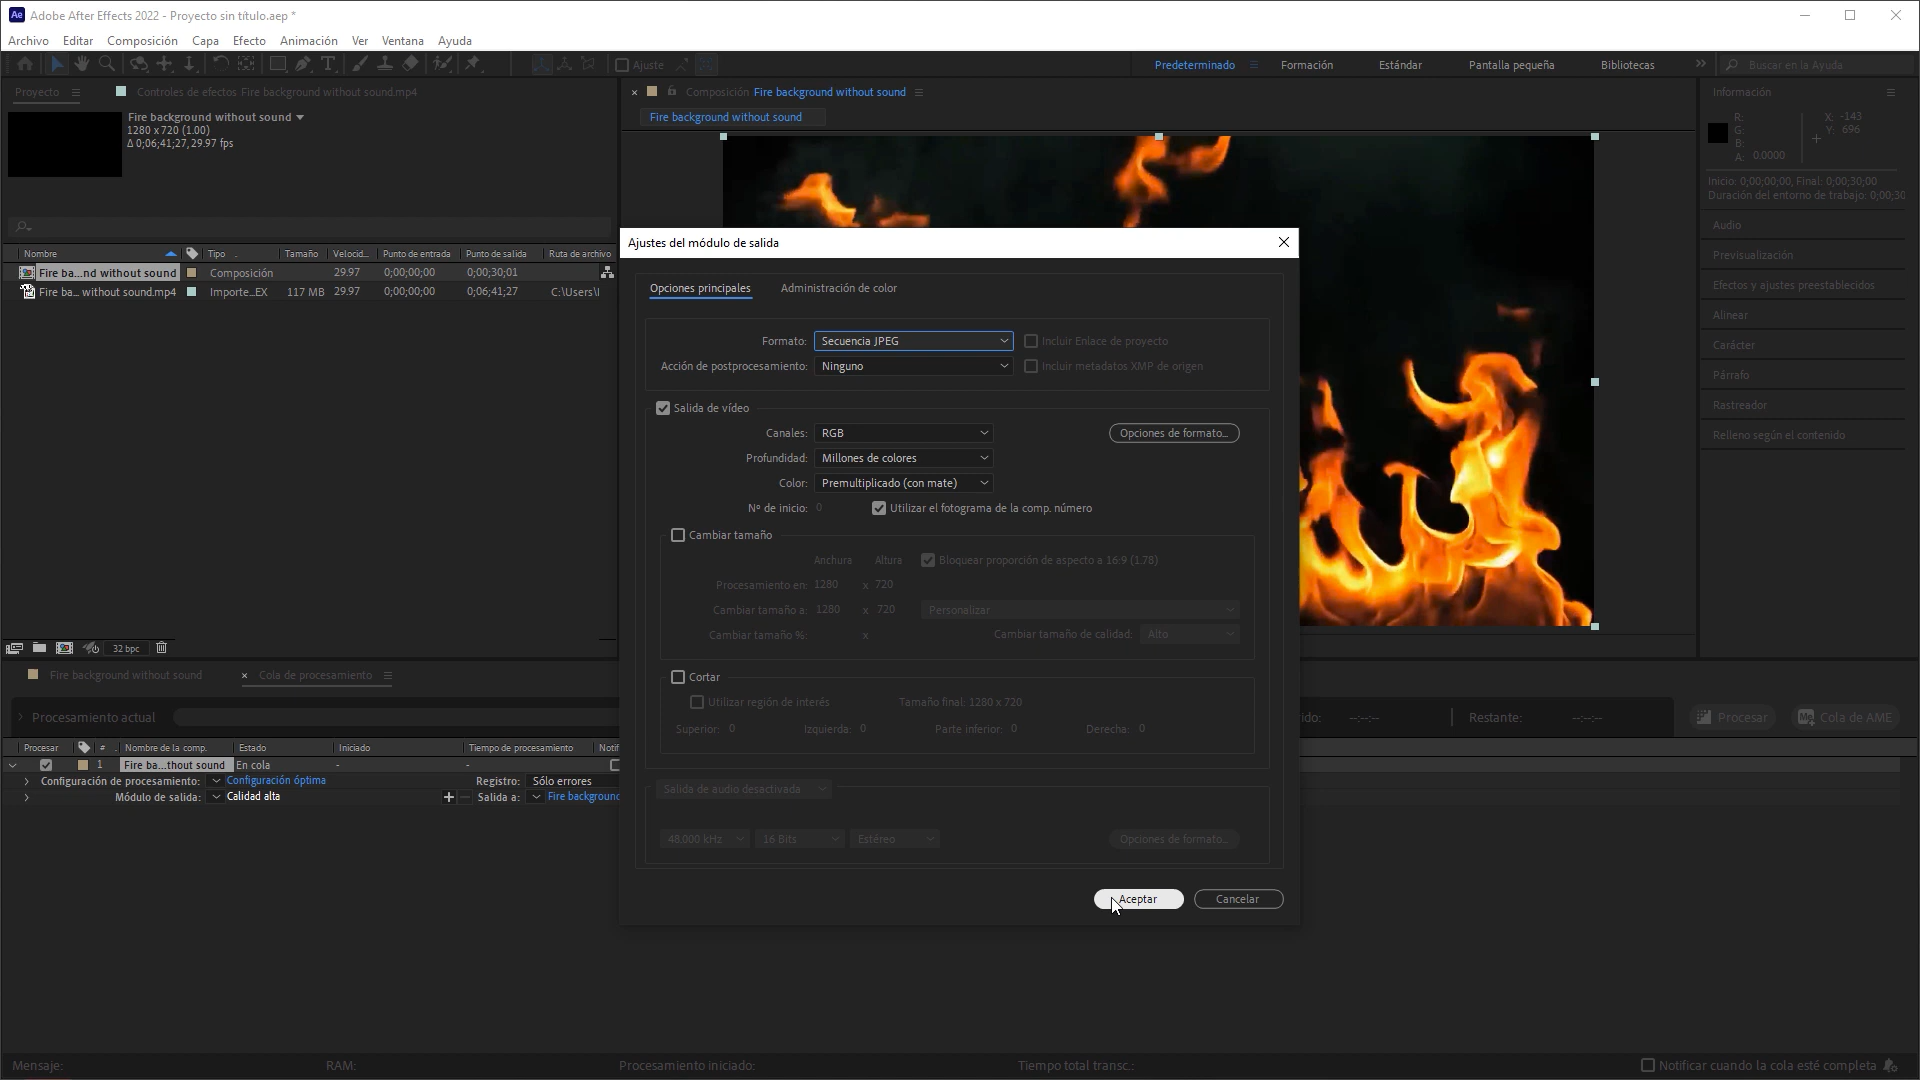 Ae Adobe After Effects 2022 - Proyecto sin título.aep *
Archivo Editar Composición Capa Efecto Animación Ver Ventana Ayuda
Ajuste Predeterminado Formación Estándar Pantalla pequeña Bibliotecas Buscar en la Ayuda
Proyecto Controles de efectos Fire background without sound.mp4
Composición Fire background without sound
Información
Fire background without sound
1280 x 720 (1.00)
Δ 0;06;41;27, 29.97 fps
Fire background without sound
R:
G:
B:
A: 0.0000
X: -143
Y: 696
Inicio: 0;00;00;00, Final: 0;00;30;00
Duración del entorno de trabajo: 0;00;30
Audio
Previsualización
Efectos y ajustes preestablecidos
Alinear
Carácter
Párrafo
Rastreador
Relleno según el contenido
Nombre Tipo Tamaño Velocid... Punto de entrada Punto de salida Ruta de archivo
Fire ba...nd without sound Composición 29.97 0;00;00;00 0;00;30;01
Fire ba... without sound.mp4 Importe...EX 117 MB 29.97 0;00;00;00 0;06;41;27 C:\Users\
32 bpc
Ajustes del módulo de salida
Opciones principales Administración de color
Formato: Secuencia JPEG Incluir Enlace de proyecto
Acción de postprocesamiento: Ninguno Incluir metadatos XMP de origen
Salida de vídeo
Canales: RGB Opciones de formato...
Profundidad: Millones de colores
Color: Premultiplicado (con mate)
Nº de inicio: 0 Utilizar el fotograma de la comp. número
Cambiar tamaño
Anchura Altura Bloquear proporción de aspecto a 16:9 (1.78)
Procesamiento en: 1280 x 720
Cambiar tamaño a: 1280 x 720 Personalizar
Cambiar tamaño %: x Cambiar tamaño de calidad: Alto
Cortar
Utilizar región de interés Tamaño final: 1280 x 720
Superior: 0 Izquierda: 0 Parte inferior: 0 Derecha: 0
Salida de audio desactivada
48.000 kHz 16 Bits Estéreo Opciones de formato...
Aceptar Cancelar
Fire background without sound Cola de procesamiento
Procesamiento actual ido: --:--:-- Restante: --:--:-- Procesar Me Cola de AME
Procesar # . Nombre de la comp. Estado Iniciado Tiempo de procesamiento Notif
1 Fire ba...thout sound En cola - -
Configuración de procesamiento: Configuración óptima Registro: Sólo errores
Módulo de salida: Calidad alta + – Salida a: Fire background
Mensaje: RAM: Procesamiento iniciado: Tiempo total transc.: Notificar cuando la cola esté completa